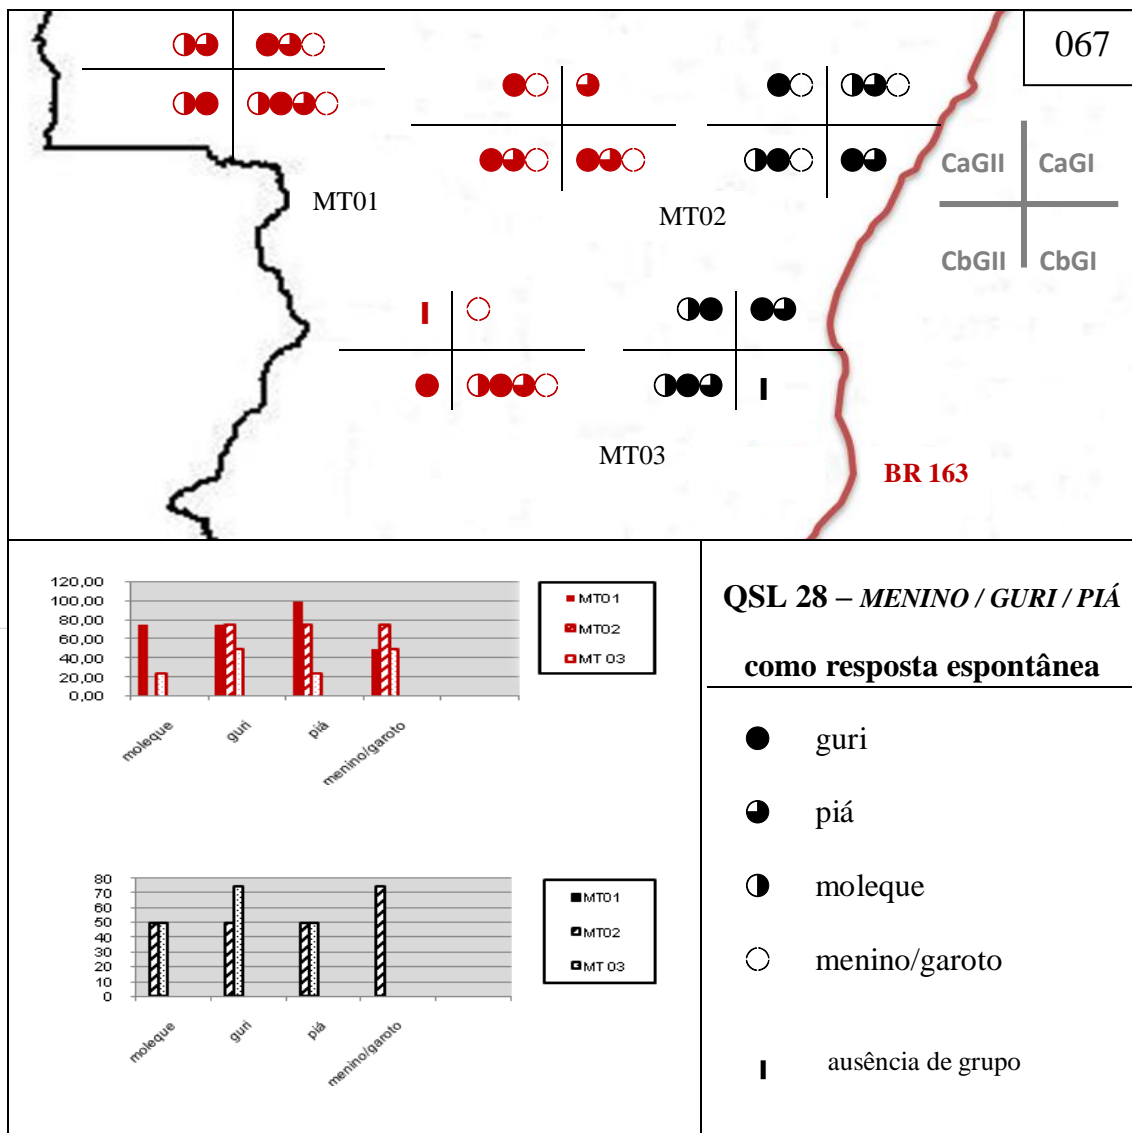 067
CaGII CaGI
CbGII CbGI
MT01
MT02
MT03
BR 163
120,00
100,00
80,00
60,00
40,00
20,00
0,00
moleque
guri
piá
menino/garoto
MT01
MT02
MT 03
80
70
60
50
40
30
20
10
0
moleque
guri
piá
menino/garoto
MT01
MT02
MT 03
QSL 28 – MENINO / GURI / PIÁ
como resposta espontânea
guri
piá
moleque
menino/garoto
ausência de grupo